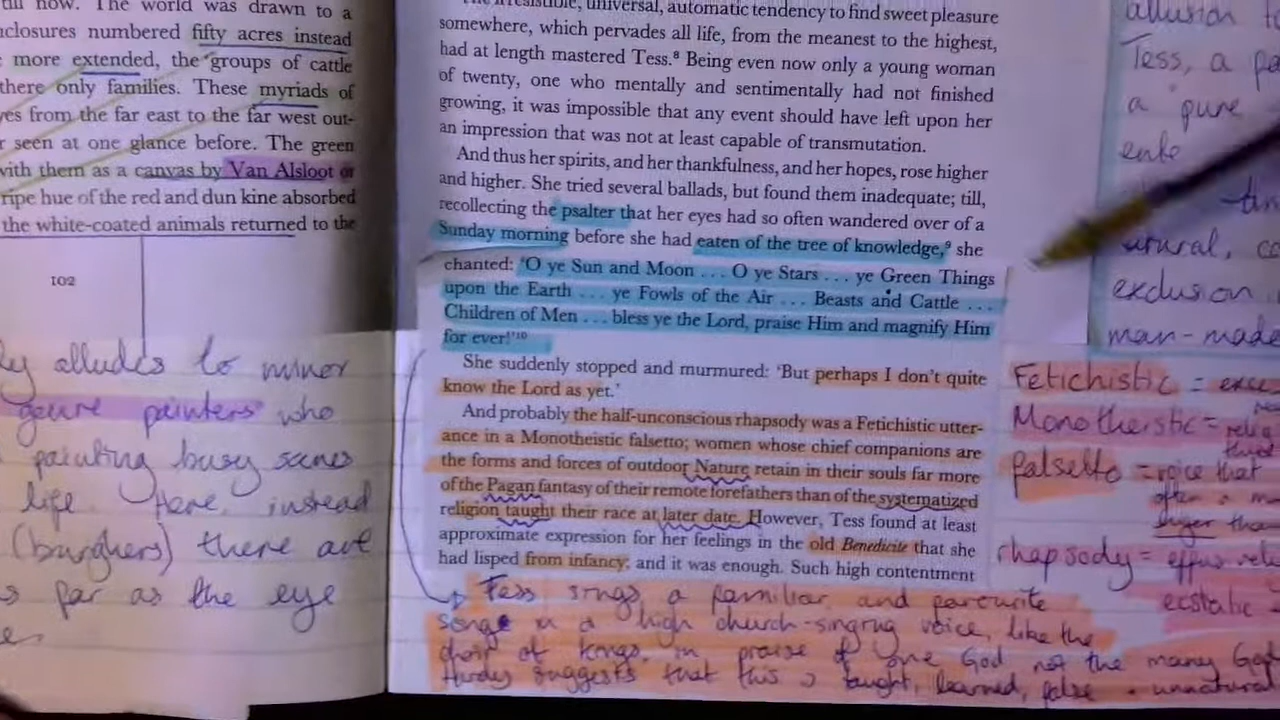 till now. The world was drawn to a
nclosures numbered fifty acres instead
more extended, the groups of cattle
there only families. These myriads of
yes from the far east to the far west out-
r seen at one glance before. The green
with them as a canvas by Van Alsloot or
ripe hue of the red and dun kine absorbed
the white-coated animals returned to the
102
alludes to minor
genre painters who
painting busy scenes
life. Here, instead
(burghers) there are
as far as the eye
The irresistible, universal, automatic tendency to find sweet pleasure
somewhere, which pervades all life, from the meanest to the highest,
had at length mastered Tess.⁸ Being even now only a young woman
of twenty, one who mentally and sentimentally had not finished
growing, it was impossible that any event should have left upon her
an impression that was not at least capable of transmutation.
And thus her spirits, and her thankfulness, and her hopes, rose higher
and higher. She tried several ballads, but found them inadequate; till,
recollecting the psalter that her eyes had so often wandered over of a
Sunday morning before she had eaten of the tree of knowledge,⁹ she
chanted: 'O ye Sun and Moon . . . O ye Stars . . . ye Green Things
upon the Earth . . . ye Fowls of the Air . . . Beasts and Cattle . . .
Children of Men . . . bless ye the Lord, praise Him and magnify Him
for ever!'¹⁰
She suddenly stopped and murmured: 'But perhaps I don't quite
know the Lord as yet.'
And probably the half-unconscious rhapsody was a Fetichistic utter-
ance in a Monotheistic falsetto; women whose chief companions are
the forms and forces of outdoor Nature retain in their souls far more
of the Pagan fantasy of their remote forefathers than of the systematized
religion taught their race at later date. However, Tess found at least
approximate expression for her feelings in the old Benedicite that she
had lisped from infancy; and it was enough. Such high contentment
Tess sings a familiar and favourite
song in a high church-singing voice, like the
choir of kings, in praise of one God not the many God
Hardy suggests that this is taught, learned, false + unnatural
allusion to
Tess, a
a pure
exclusion
man-made
Fetichistic =
Monotheistic =
falsetto = voice that
often a
higher than
rhapsody =
ecstatic